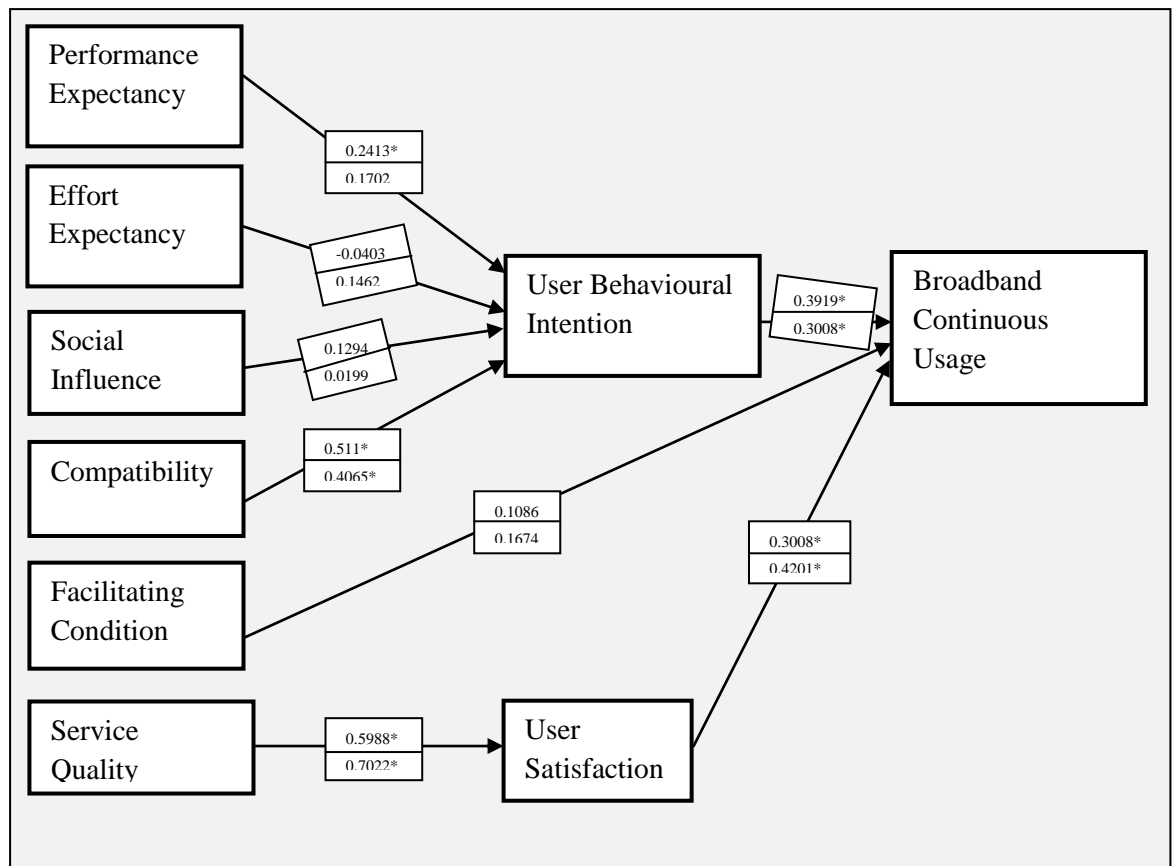 Performance
Expectancy
0.2413*
0.1702
Effort
Expectancy
-0.0403
0.1462
User Behavioural
Intention
Broadband
Continuous
Usage
0.3919*
0.3008*
Social
Influence
0.1294
0.0199
Compatibility
0.511*
0.4065*
0.1086
0.1674
0.3008*
0.4201*
Facilitating
Condition
Service
Quality
0.5988*
0.7022*
User
Satisfaction